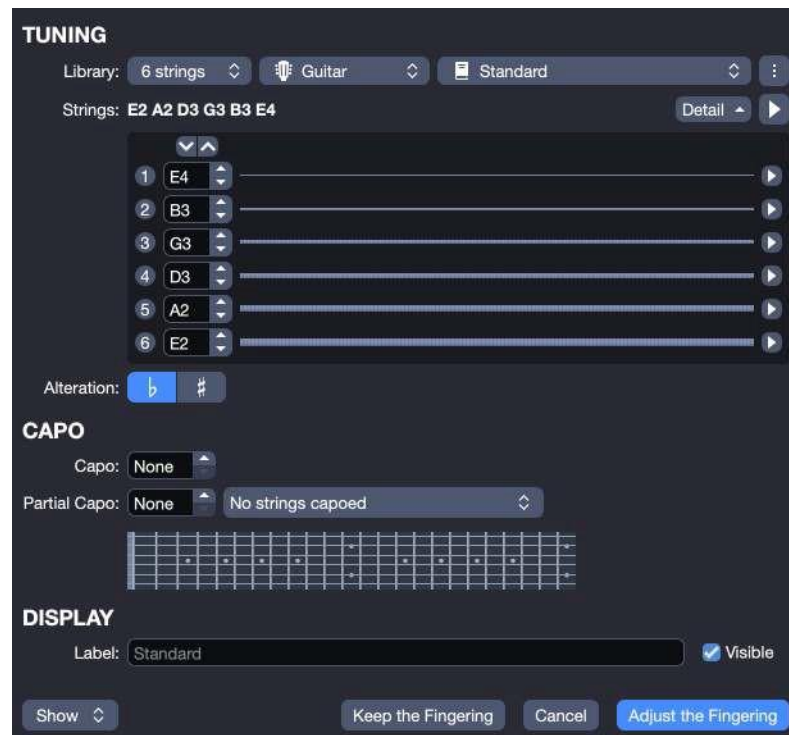 TUNING
Library: 6 strings Guitar Standard
Strings: E2 A2 D3 G3 B3 E4 Detail
1 E4
2 B3
3 G3
4 D3
5 A2
6 E2
Alteration: ♭ ♯
CAPO
Capo: None
Partial Capo: None No strings capoed
DISPLAY
Label: Standard Visible
Show Keep the Fingering Cancel Adjust the Fingering